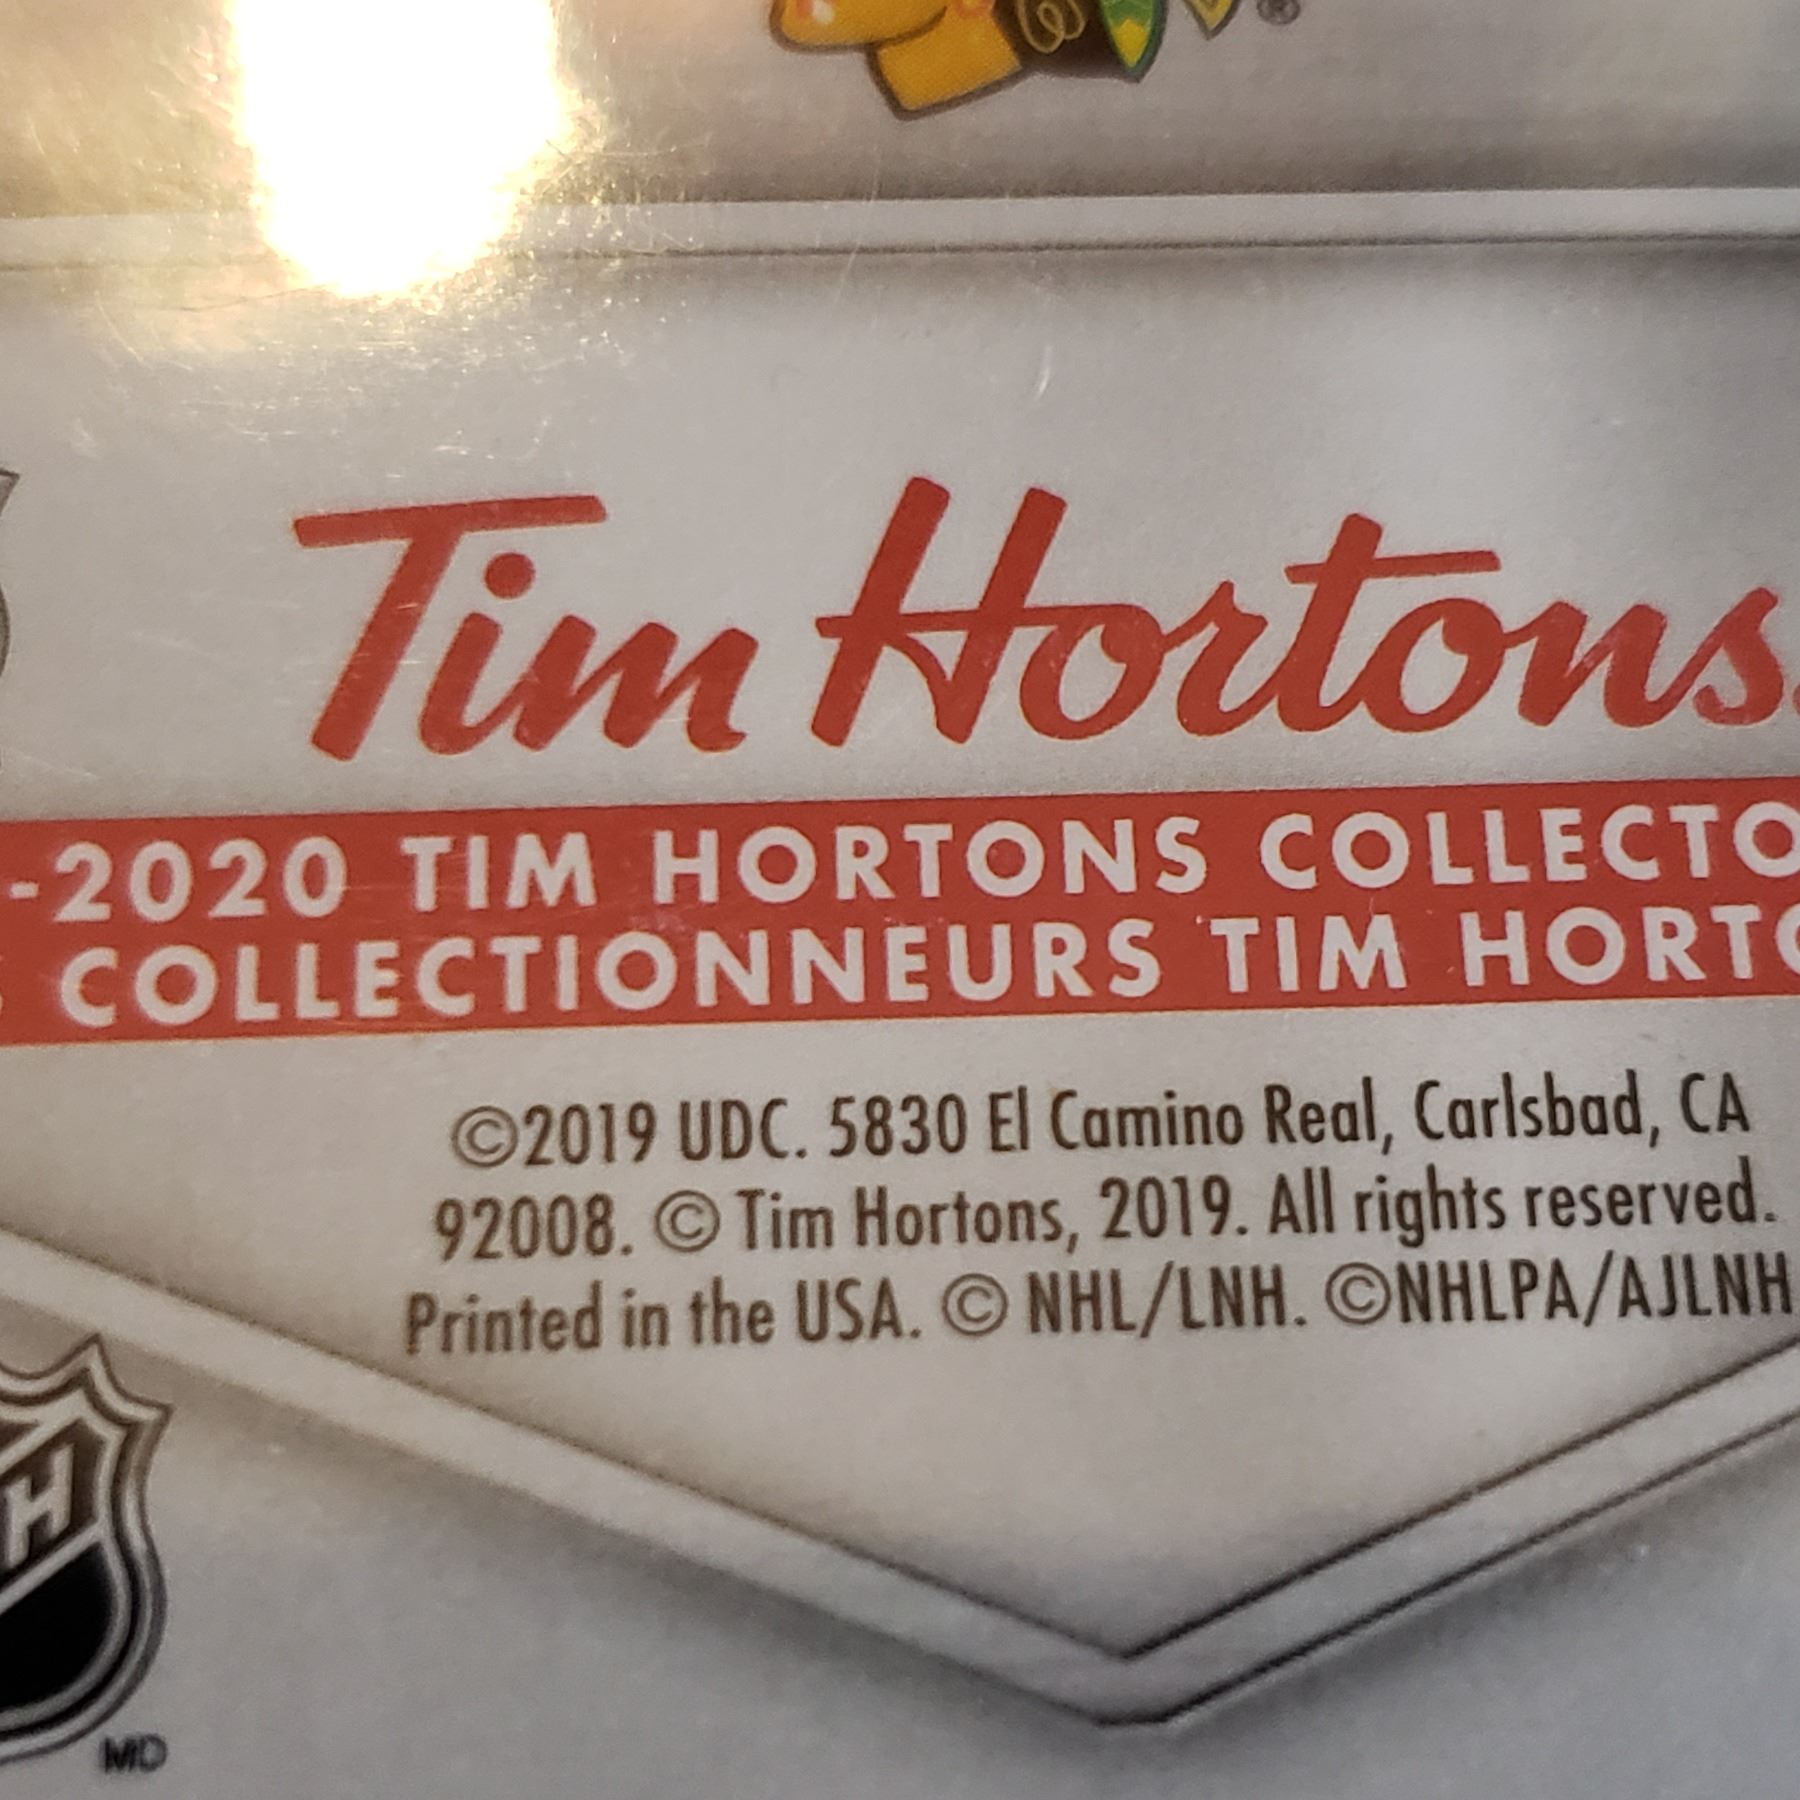 ®
Tim Hortons.
-2020 TIM HORTONS COLLECTO
COLLECTIONNEURS TIM HORTO
©2019 UDC. 5830 El Camino Real, Carlsbad, CA
92008. © Tim Hortons, 2019. All rights reserved.
Printed in the USA. © NHL/LNH. ©NHLPA/AJLNH
H
MD